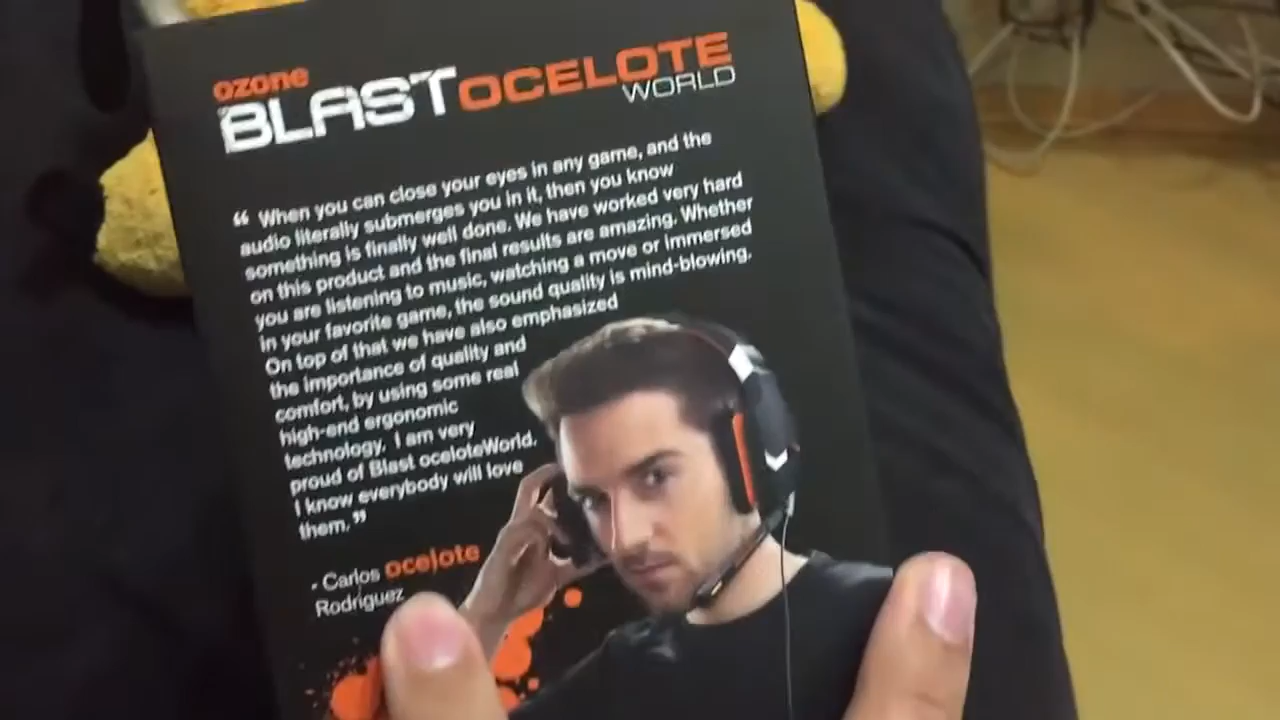 ozone
BLAST OCELOTE
WORLD
“ When you can close your eyes in any game, and the
audio literally submerges you in it, then you know
something is finally well done. We have worked very hard
on this product and the final results are amazing. Whether
you are listening to music, watching a move or immersed
in your favorite game, the sound quality is mind-blowing.
On top of that we have also emphasized
the importance of quality and
comfort, by using some real
high-end ergonomic
technology. I am very
proud of Blast oceloteWorld.
I know everybody will love
them.”
- Carlos ocelote
Rodriguez